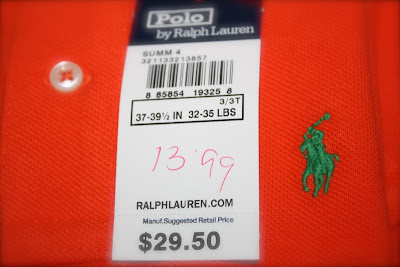 Polo
by Ralph Lauren
SUMM 4
321133213857
8 85854 19325 8
3/3T
37-39½ IN 32-35 LBS
13.99
RALPHLAUREN.COM
Manuf.Suggested Retail Price
$29.50